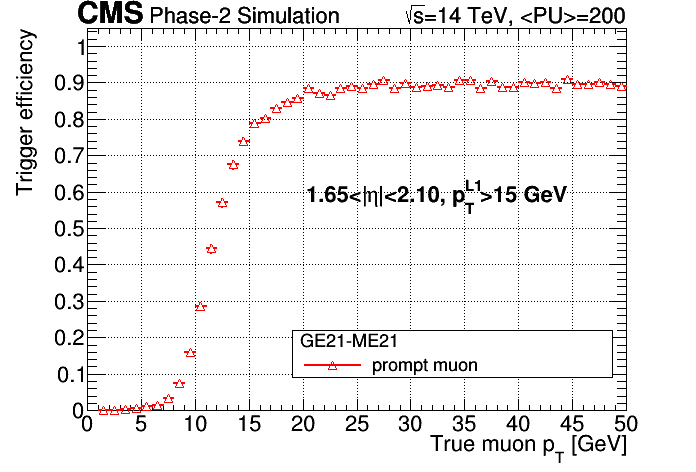 CMS Phase-2 Simulation √s=14 TeV, <PU>=200
Trigger efficiency
1
0.9
0.8
0.7
0.6
0.5
0.4
0.3
0.2
0.1
0
1.65<|η|<2.10, p_T^L1>15 GeV
GE21-ME21
prompt muon
0 5 10 15 20 25 30 35 40 45 50
True muon p_T [GeV]